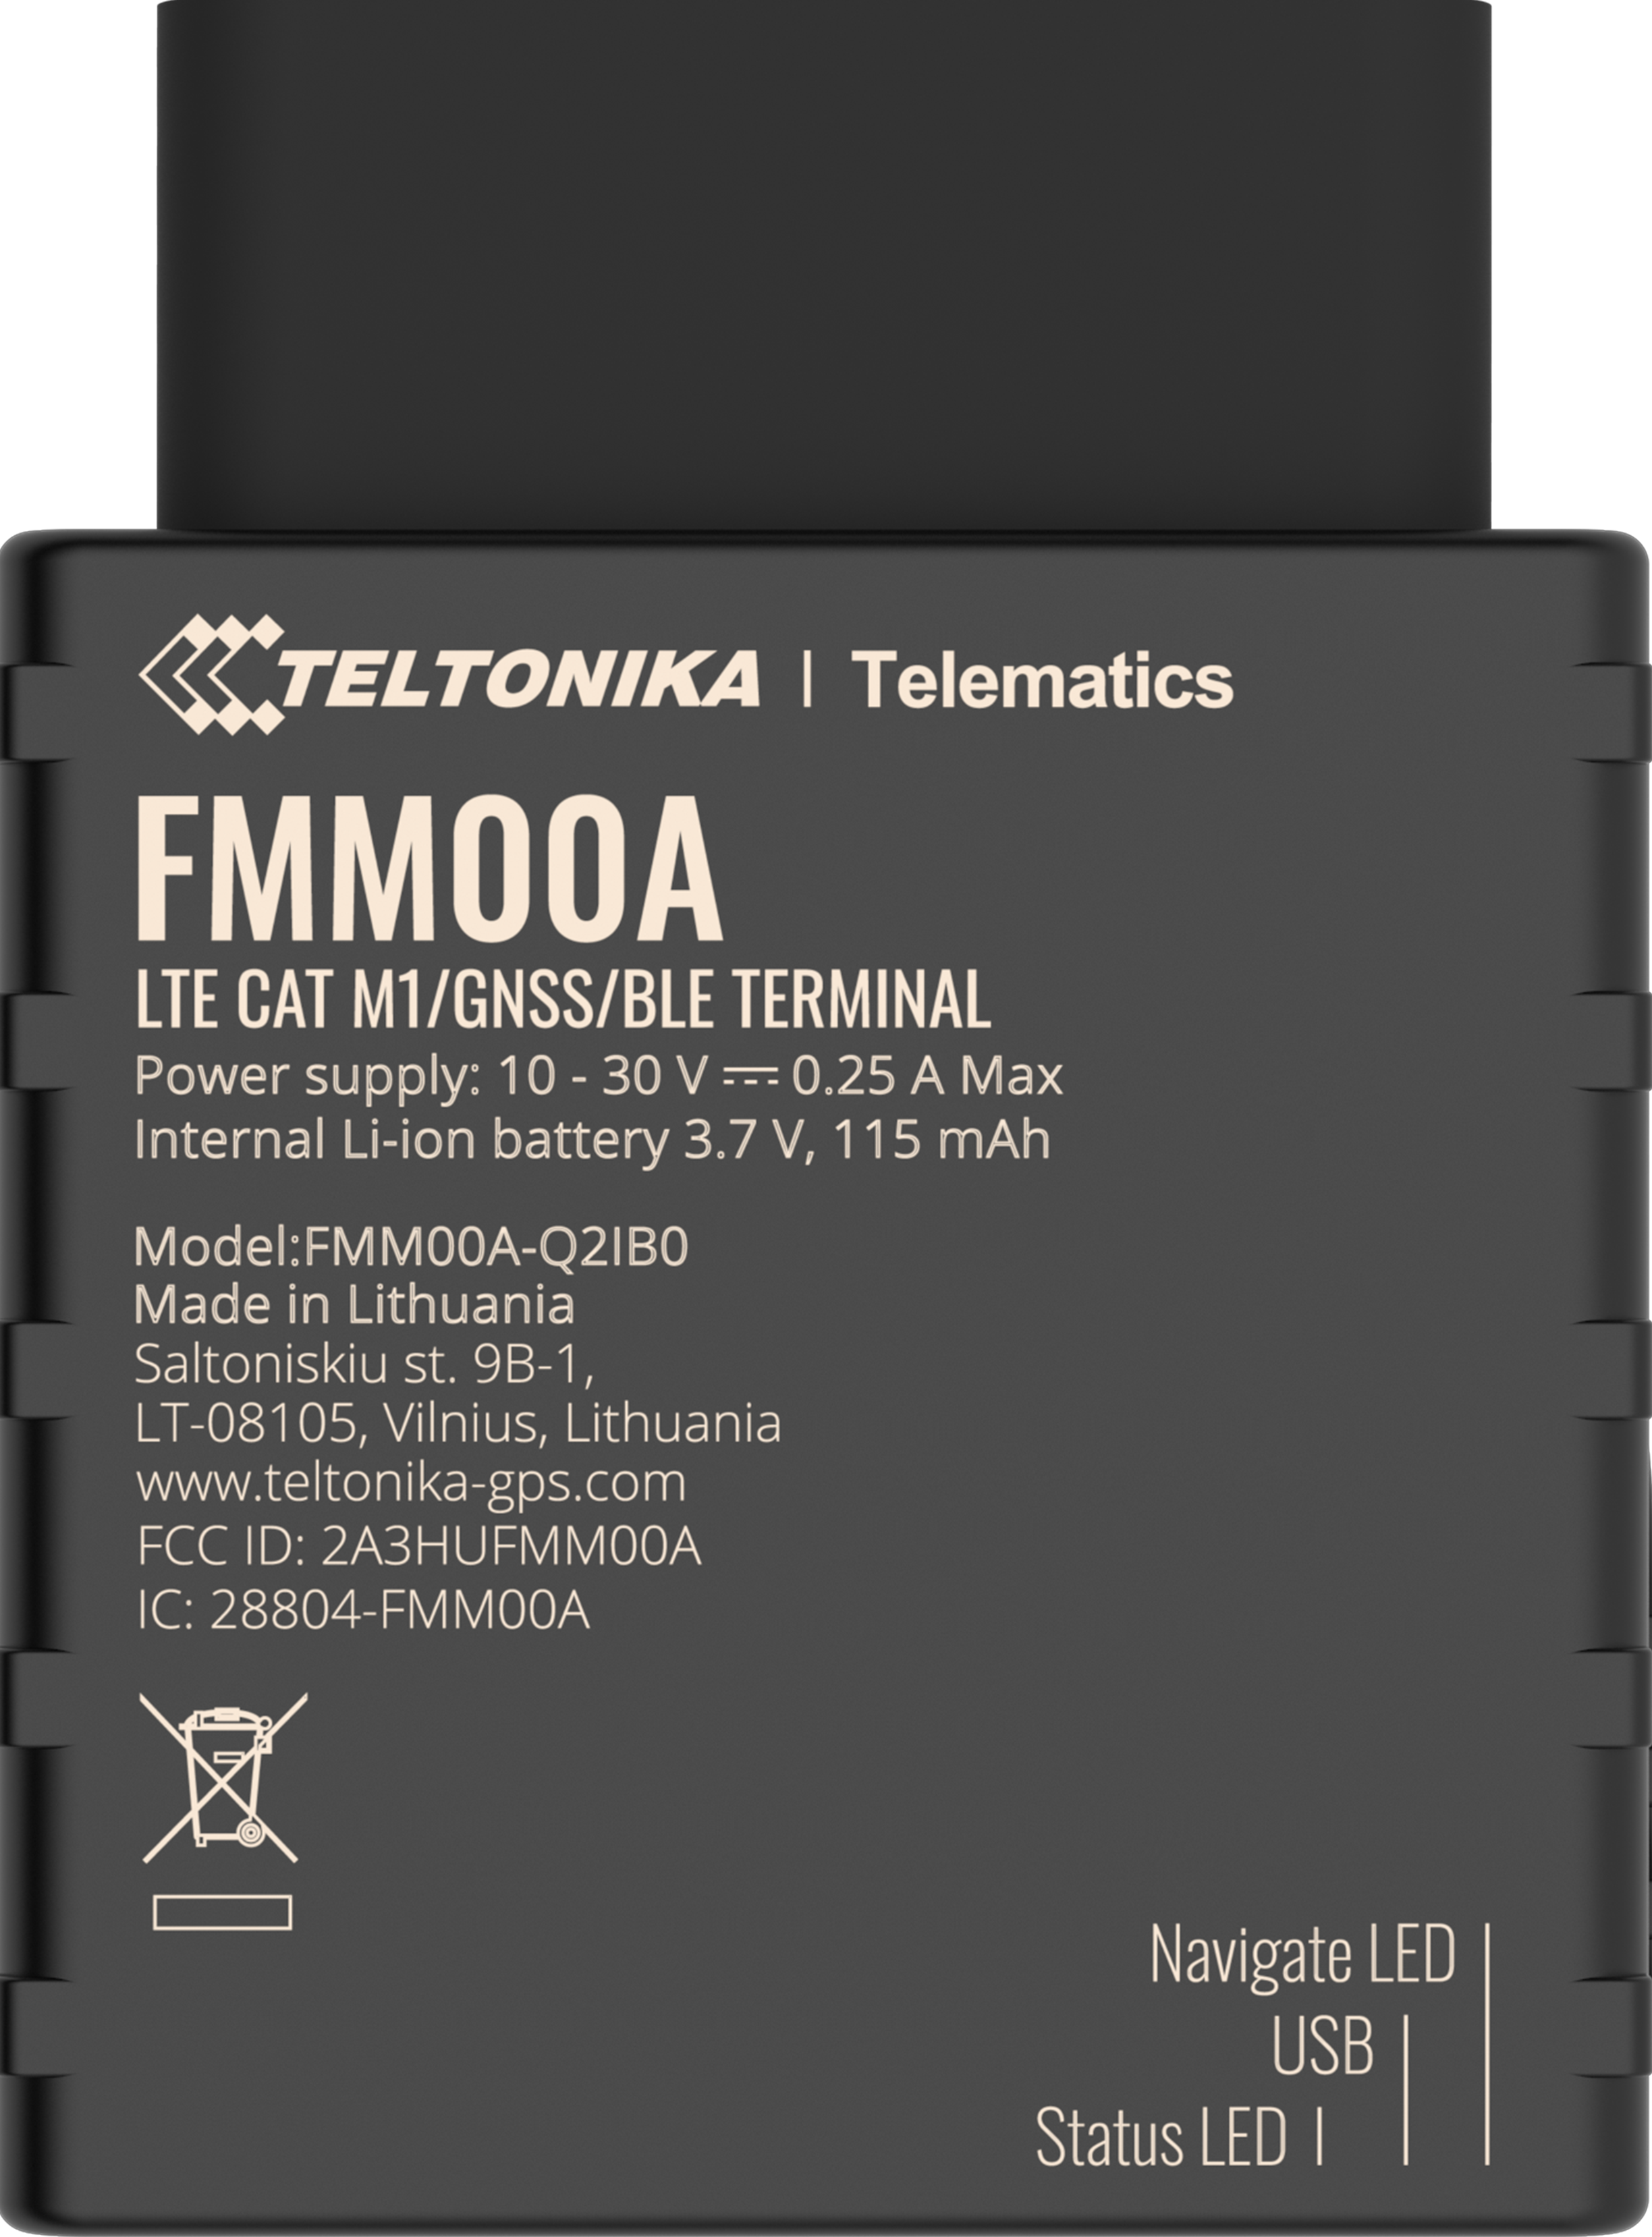 TELTONIKA | Telematics
FMM00A
LTE CAT M1/GNSS/BLE TERMINAL
Power supply: 10 - 30 V ⎓ 0.25 A Max
Internal Li-ion battery 3.7 V, 115 mAh
Model:FMM00A-Q2IB0
Made in Lithuania
Saltoniskiu st. 9B-1,
LT-08105, Vilnius, Lithuania
www.teltonika-gps.com
FCC ID: 2A3HUFMM00A
IC: 28804-FMM00A
Navigate LED
USB
Status LED